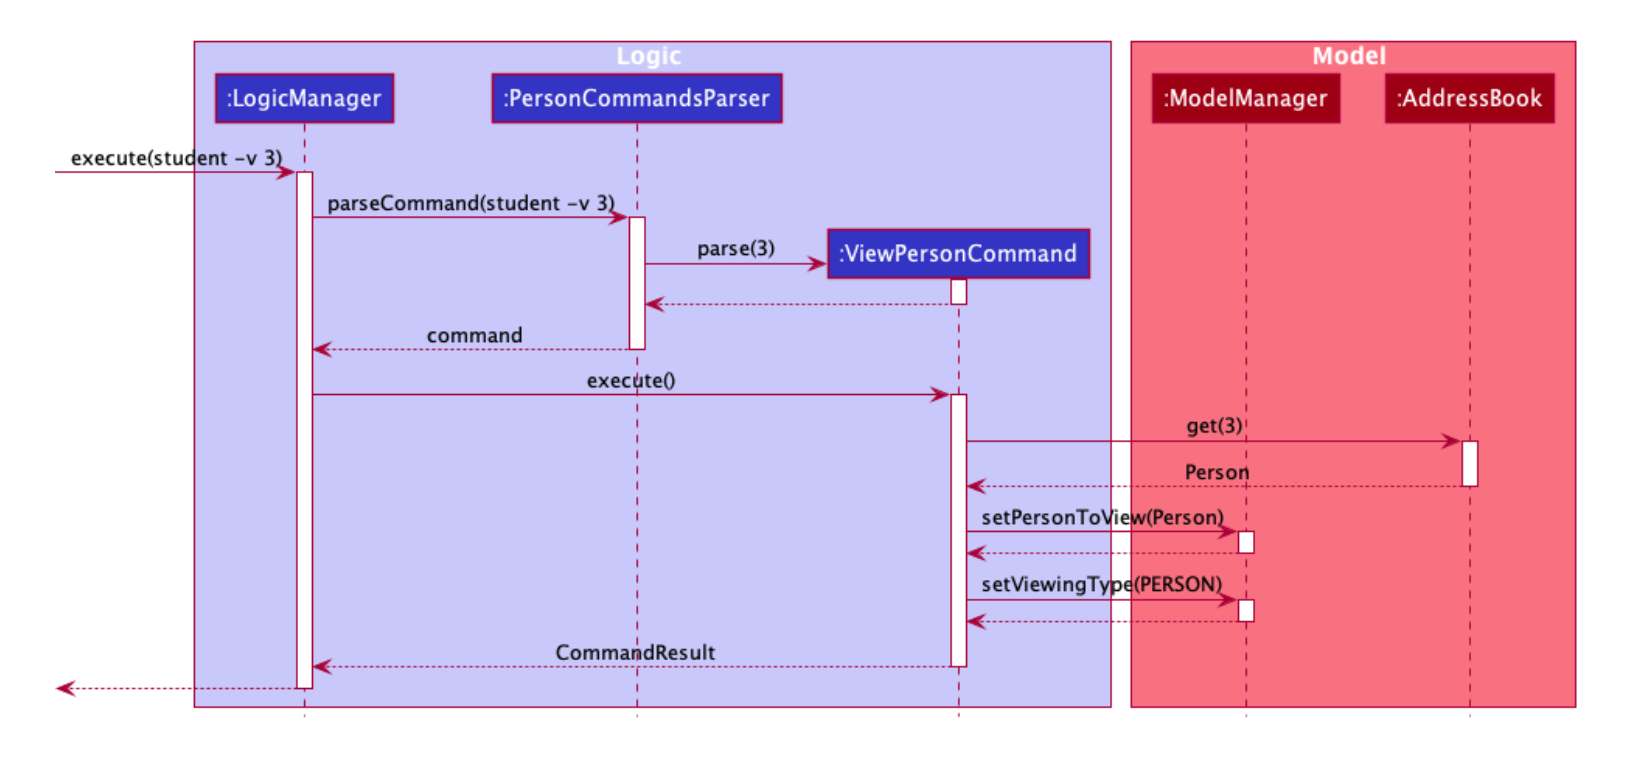 Logic
Model
:LogicManager
:PersonCommandsParser
:ModelManager
:AddressBook
execute(student -v 3)
parseCommand(student -v 3)
parse(3)
:ViewPersonCommand
command
execute()
get(3)
Person
setPersonToView(Person)
setViewingType(PERSON)
CommandResult